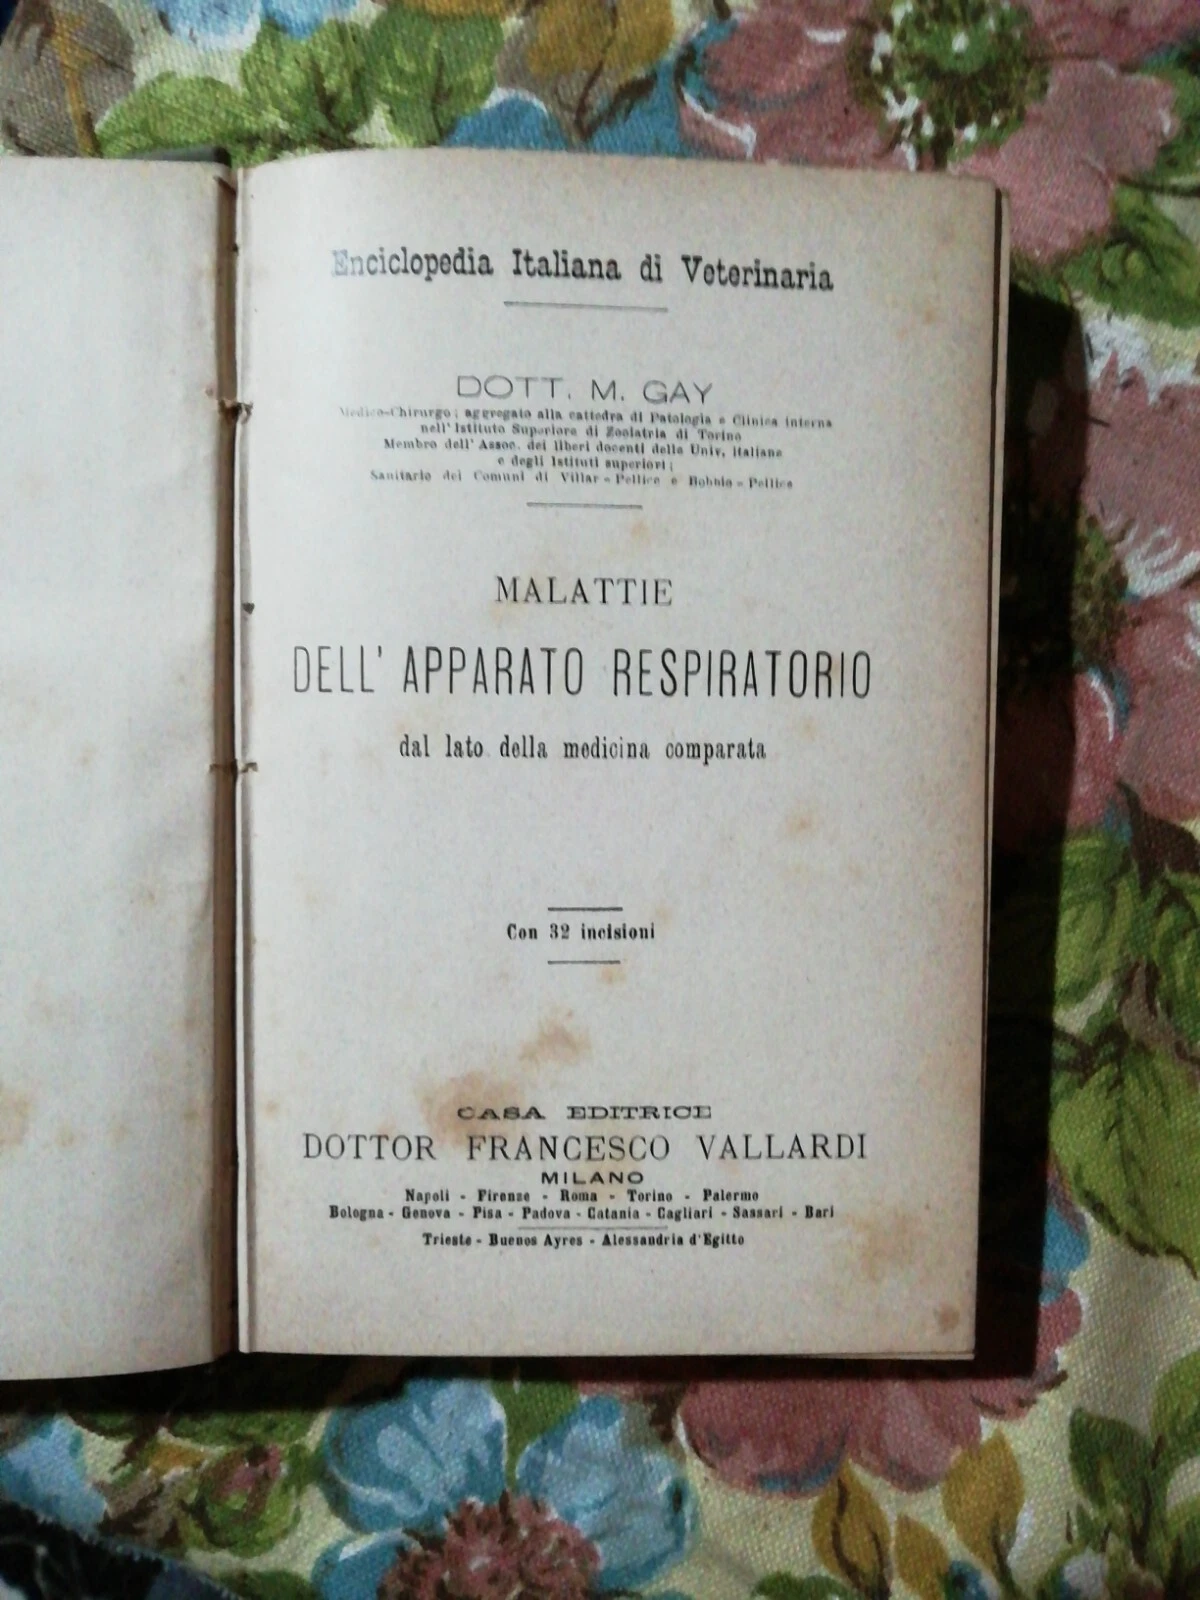 Enciclopedia Italiana di Veterinaria
DOTT. M. GAY
Medico-Chirurgo; aggregato alla cattedra di Patologia e Clinica interna
nell' Istituto Superiore di Zooiatria di Torino
Membro dell' Assoc. dei liberi docenti delle Univ. italiane
e degli Istituti superiori;
Sanitario dei Comuni di Villar-Pellice e Bobbio-Pellice
MALATTIE
DELL' APPARATO RESPIRATORIO
dal lato della medicina comparata
Con 32 incisioni
CASA EDITRICE
DOTTOR FRANCESCO VALLARDI
MILANO
Napoli - Firenze - Roma - Torino - Palermo
Bologna - Genova - Pisa - Padova - Catania - Cagliari - Sassari - Bari
Trieste - Buenos Ayres - Alessandria d'Egitto